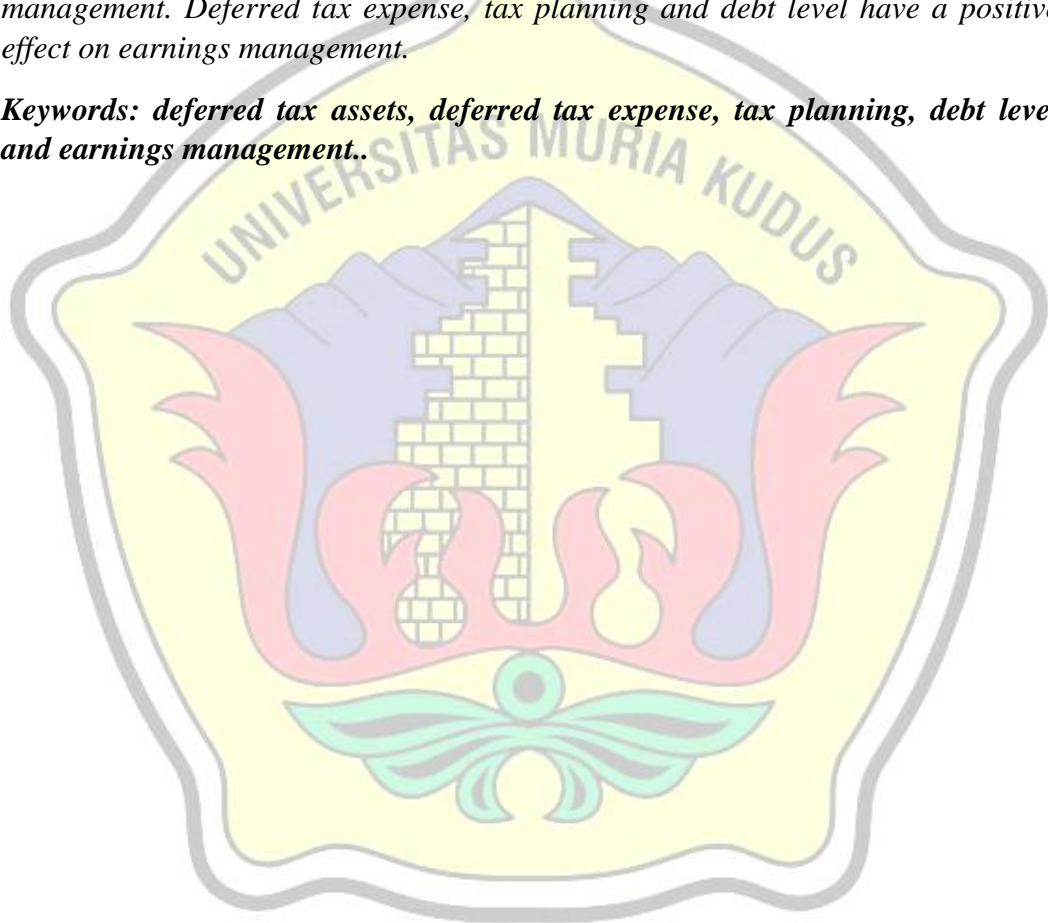 management. Deferred tax expense, tax planning and debt level have a positive
effect on earnings management.
Keywords: deferred tax assets, deferred tax expense, tax planning, debt leve
and earnings management..
UNIVERSITAS MURIA KUDUS